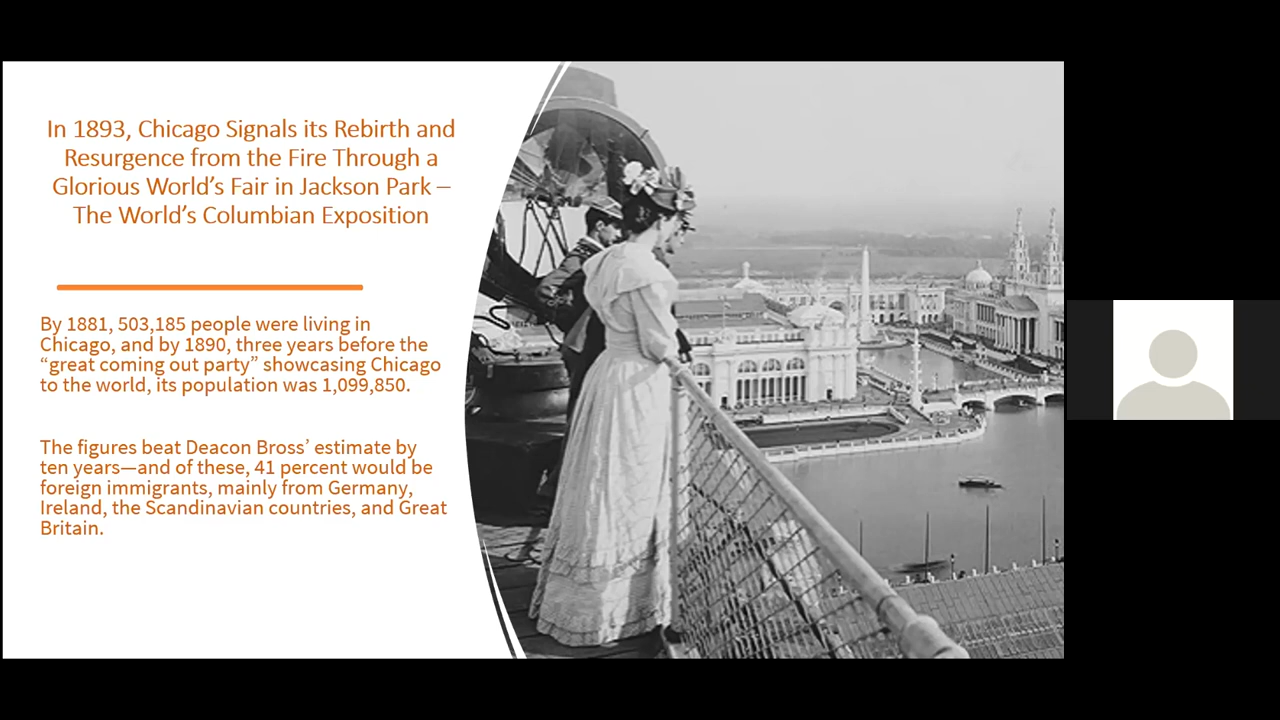 In 1893, Chicago Signals its Rebirth and
Resurgence from the Fire Through a
Glorious World’s Fair in Jackson Park –
The World’s Columbian Exposition
By 1881, 503,185 people were living in
Chicago, and by 1890, three years before the
“great coming out party” showcasing Chicago
to the world, its population was 1,099,850.
The figures beat Deacon Bross’ estimate by
ten years—and of these, 41 percent would be
foreign immigrants, mainly from Germany,
Ireland, the Scandinavian countries, and Great
Britain.